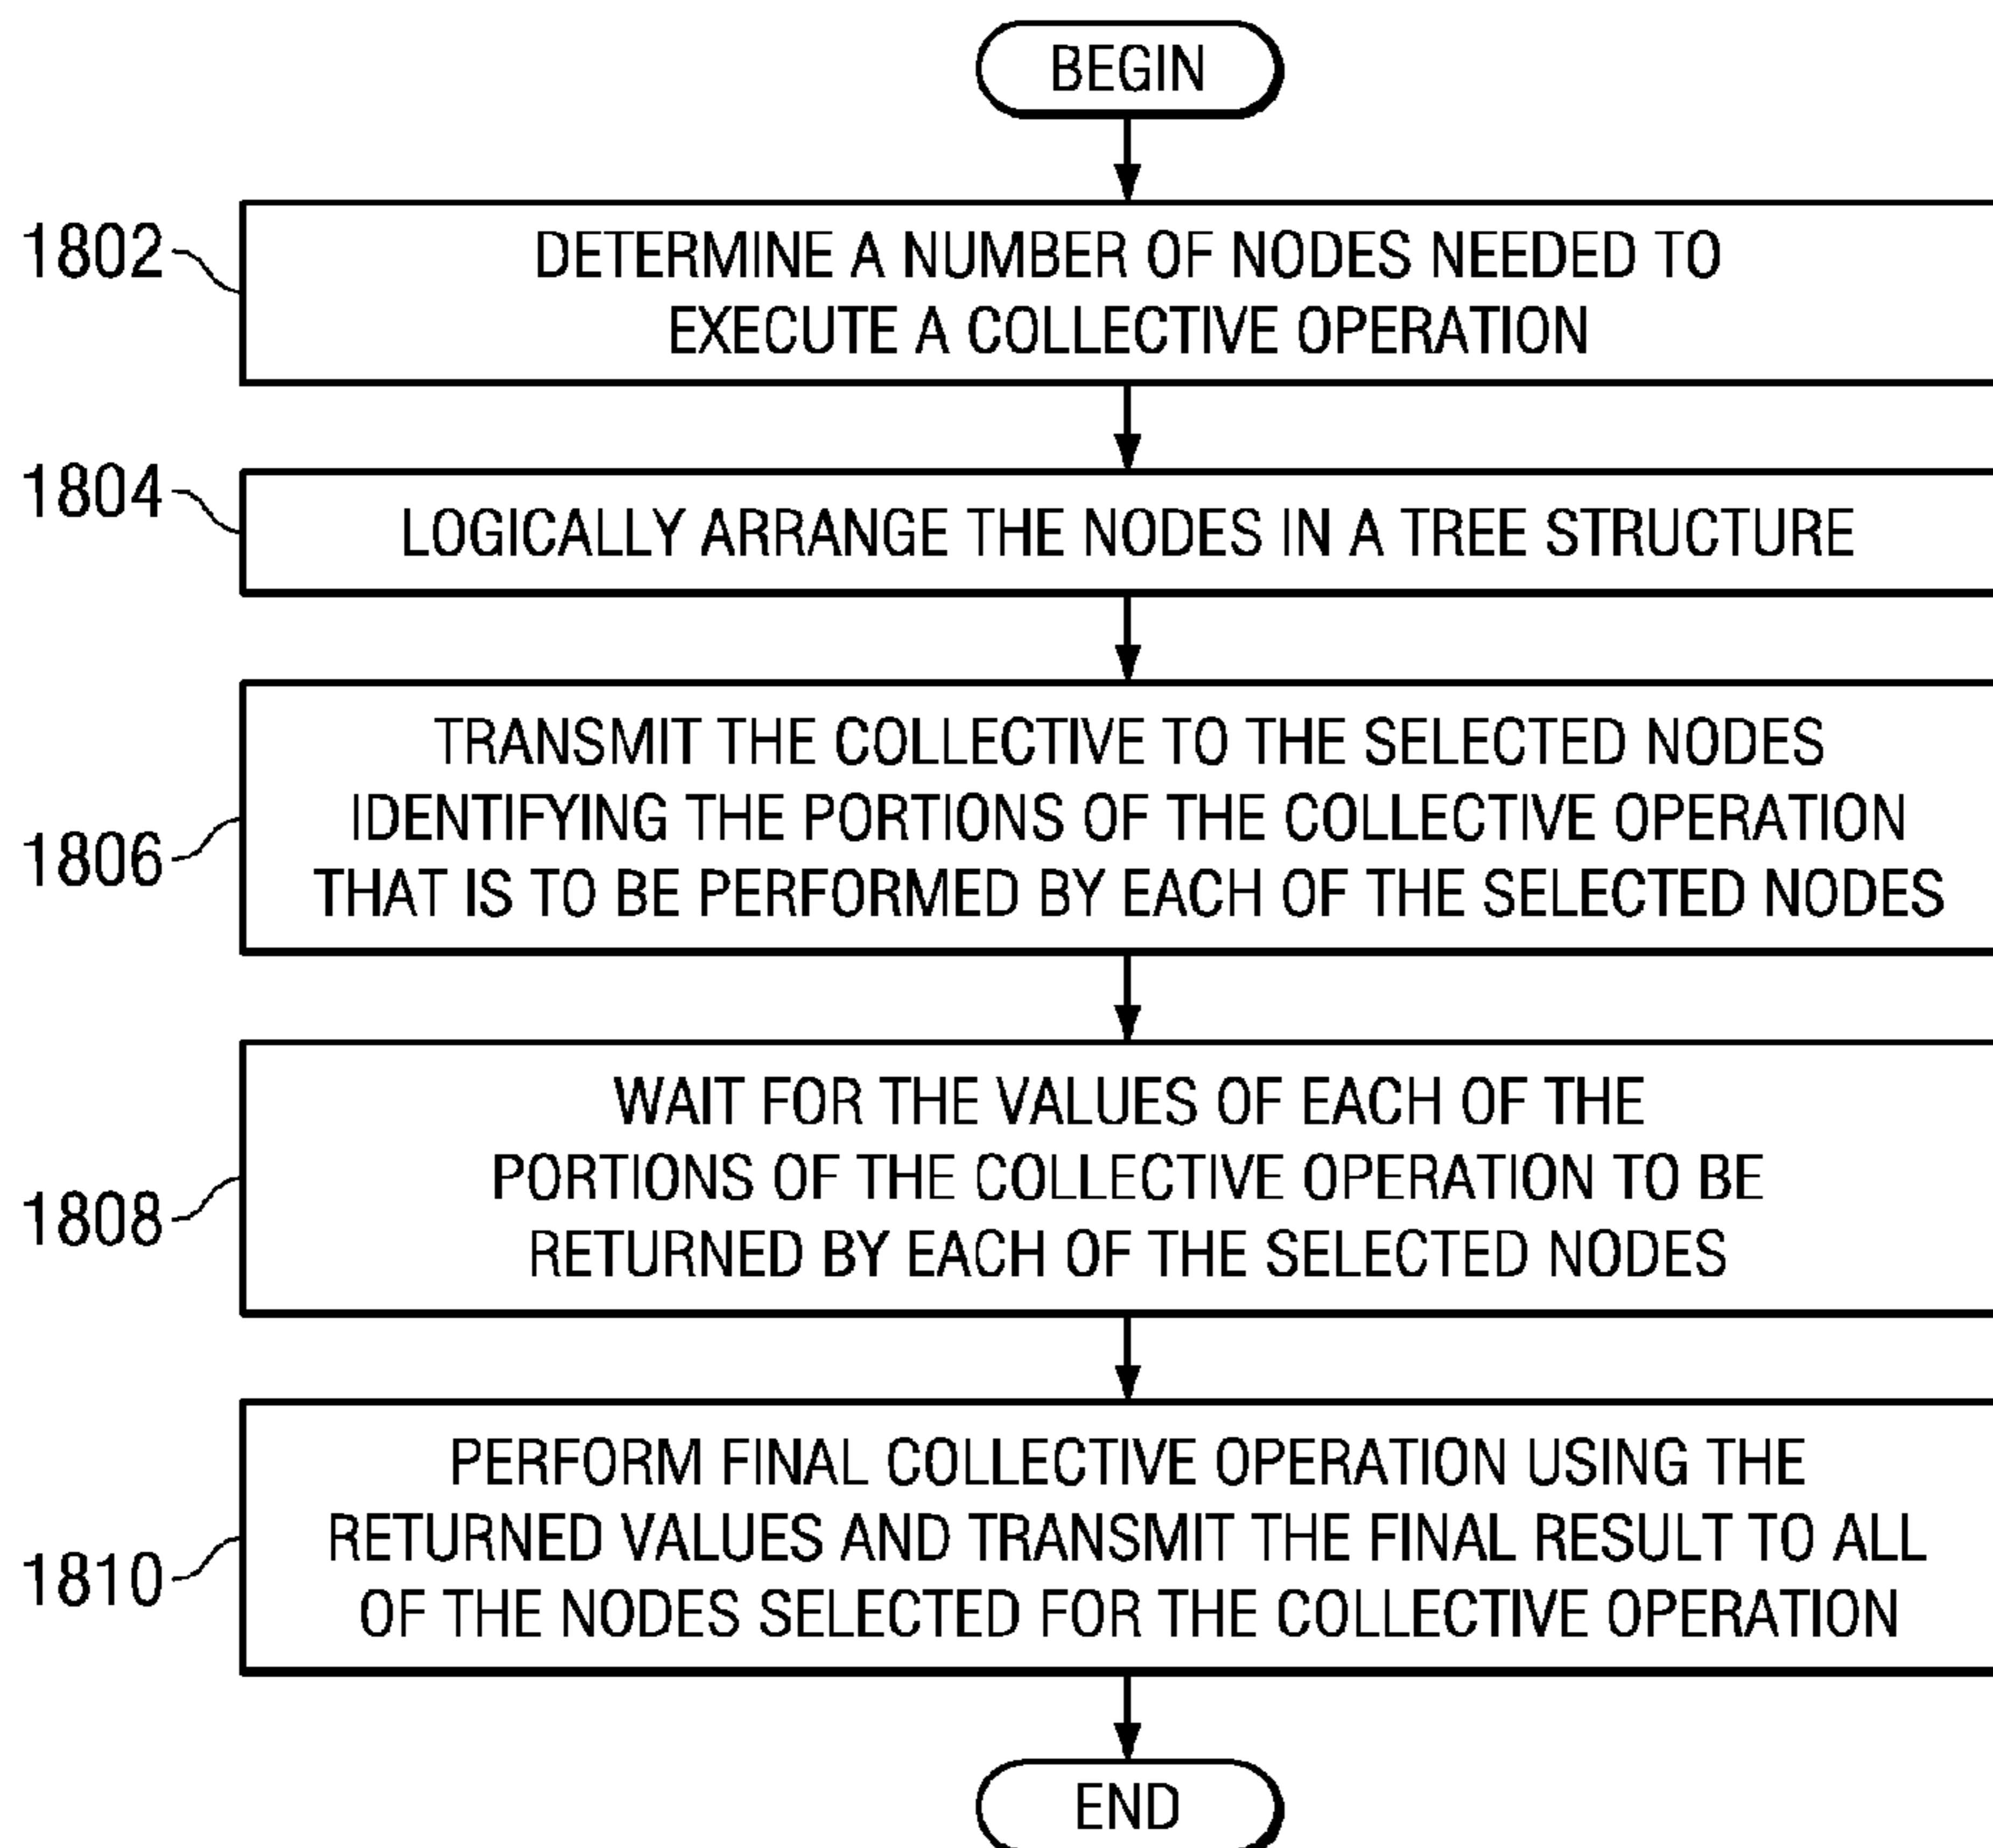 BEGIN
1802
DETERMINE A NUMBER OF NODES NEEDED TO
EXECUTE A COLLECTIVE OPERATION
1804
LOGICALLY ARRANGE THE NODES IN A TREE STRUCTURE
1806
TRANSMIT THE COLLECTIVE TO THE SELECTED NODES
IDENTIFYING THE PORTIONS OF THE COLLECTIVE OPERATION
THAT IS TO BE PERFORMED BY EACH OF THE SELECTED NODES
1808
WAIT FOR THE VALUES OF EACH OF THE
PORTIONS OF THE COLLECTIVE OPERATION TO BE
RETURNED BY EACH OF THE SELECTED NODES
1810
PERFORM FINAL COLLECTIVE OPERATION USING THE
RETURNED VALUES AND TRANSMIT THE FINAL RESULT TO ALL
OF THE NODES SELECTED FOR THE COLLECTIVE OPERATION
END